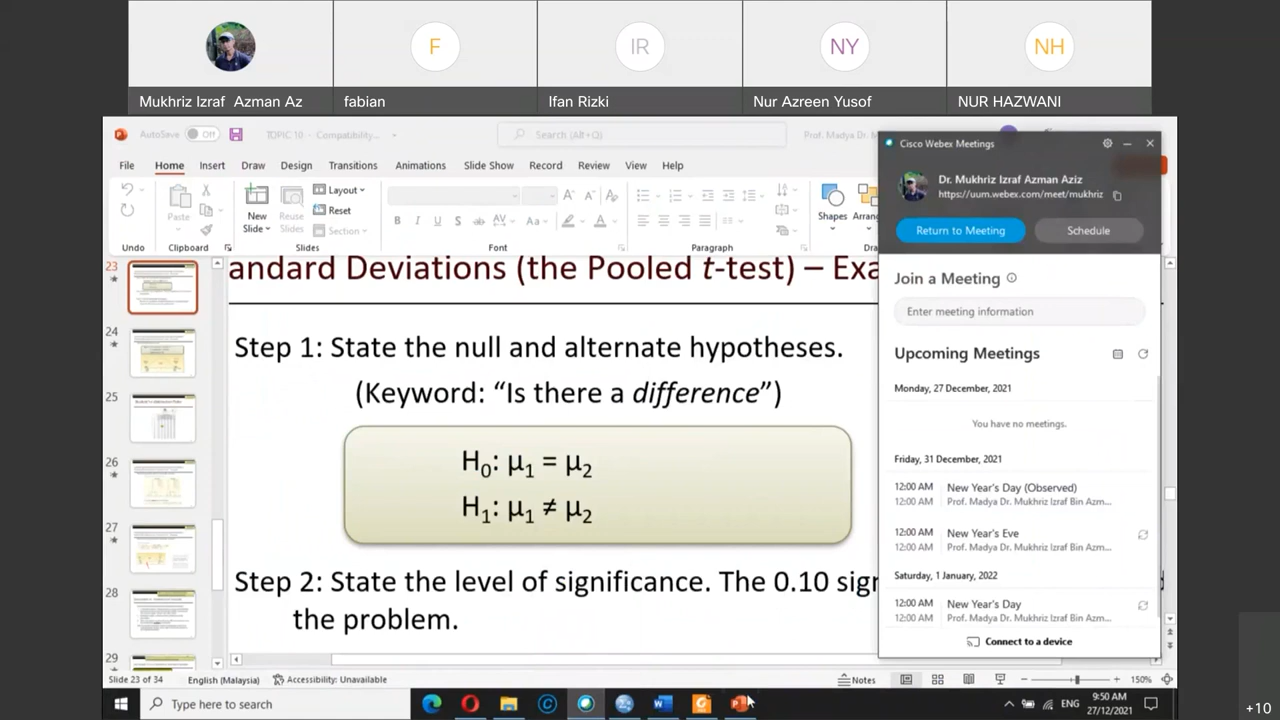 F
IR
NY
NH
Mukhriz Izraf Azman Az
fabian
Ifan Rizki
Nur Azreen Yusof
NUR HAZWANI
AutoSave Off
TOPIC 10 - Compatibility...
Search (Alt+Q)
Prof. Madya Dr. Mukhriz
File Home Insert Draw Design Transitions Animations Slide Show Record Review View Help
Paste
New
Slide
Reuse
Slides
Layout
Reset
Section
Shapes
Arrang
Undo
Clipboard
Slides
Font
Paragraph
Dra
23
24
25
26
27
28
29
andard Deviations (the Pooled t-test) – Exa
Step 1: State the null and alternate hypotheses.
(Keyword: “Is there a difference”)
H0: µ1 = µ2
H1: µ1 ≠ µ2
Step 2: State the level of significance. The 0.10 sign
the problem.
Cisco Webex Meetings
Dr. Mukhriz Izraf Azman Aziz
https://uum.webex.com/meet/mukhriz
Return to Meeting
Schedule
Join a Meeting
Enter meeting information
Upcoming Meetings
Monday, 27 December, 2021
You have no meetings.
Friday, 31 December, 2021
12:00 AM New Year's Day (Observed)
12:00 AM Prof. Madya Dr. Mukhriz Izraf Bin Azm...
12:00 AM New Year's Eve
12:00 AM Prof. Madya Dr. Mukhriz Izraf Bin Azm...
Saturday, 1 January, 2022
12:00 AM New Year's Day
12:00 AM Prof. Madya Dr. Mukhriz Izraf Bin Azm...
Connect to a device
Slide 23 of 34
English (Malaysia)
Accessibility: Unavailable
Notes
150%
Type here to search
ENG
9:50 AM
27/12/2021
+10